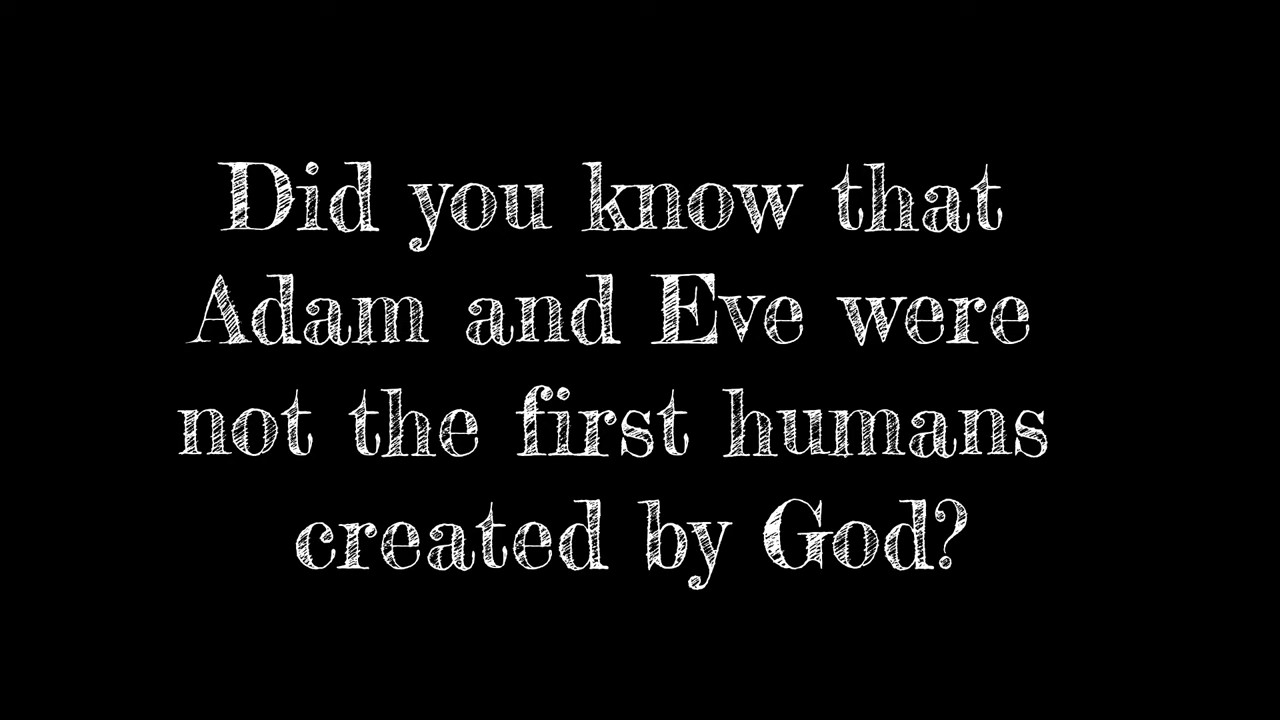 Did you know that
Adam and Eve were
not the first humans
created by God?